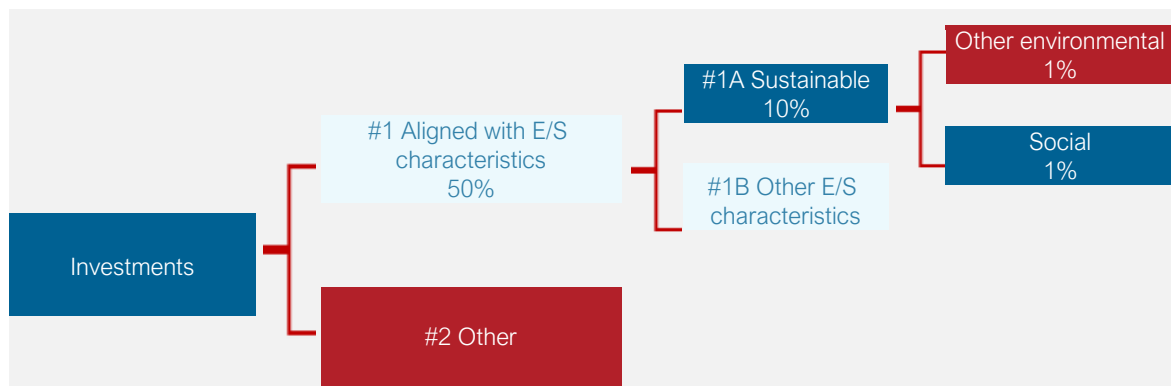 Investments
#1 Aligned with E/S
characteristics
50%
#2 Other
#1A Sustainable
10%
#1B Other E/S
characteristics
Other environmental
1%
Social
1%